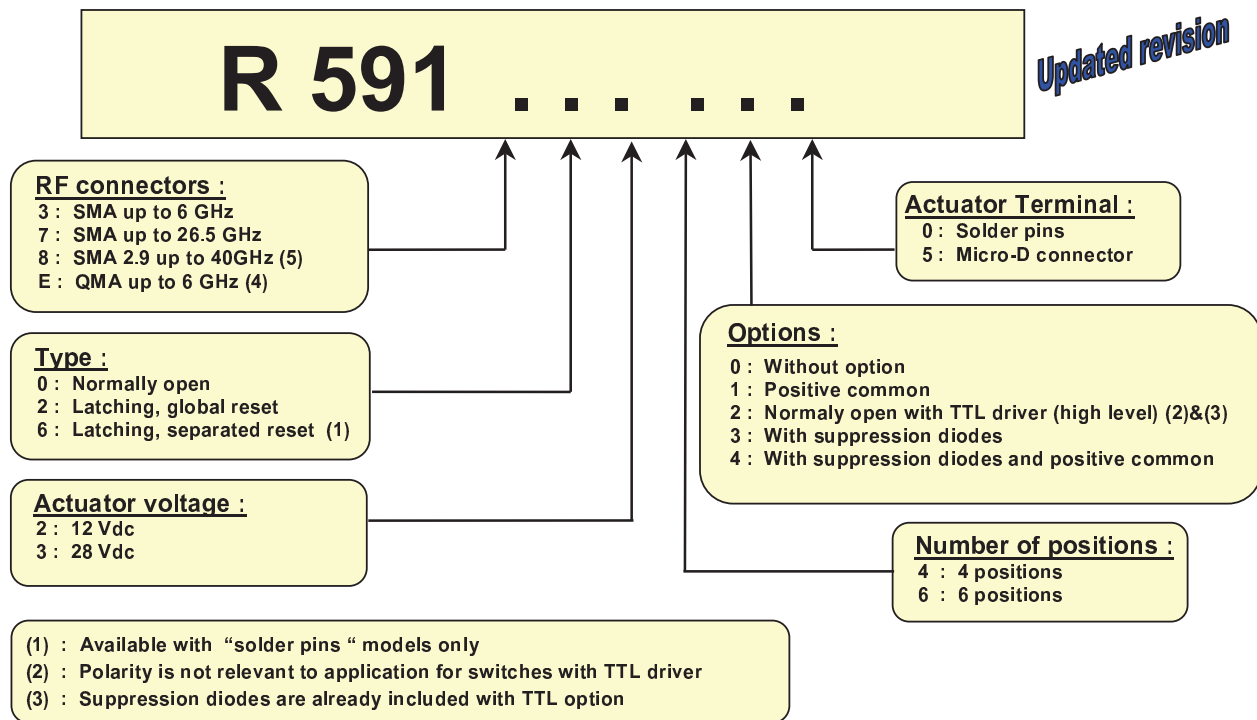 R 591 . . . . . .
Updated revision
RF connectors :
3 : SMA up to 6 GHz
7 : SMA up to 26.5 GHz
8 : SMA 2.9 up to 40GHz (5)
E : QMA up to 6 GHz (4)
Type :
0 : Normally open
2 : Latching, global reset
6 : Latching, separated reset (1)
Actuator voltage :
2 : 12 Vdc
3 : 28 Vdc
Actuator Terminal :
0 : Solder pins
5 : Micro-D connector
Options :
0 : Without option
1 : Positive common
2 : Normaly open with TTL driver (high level) (2)&(3)
3 : With suppression diodes
4 : With suppression diodes and positive common
Number of positions :
4 : 4 positions
6 : 6 positions
(1) : Available with “solder pins “ models only
(2) : Polarity is not relevant to application for switches with TTL driver
(3) : Suppression diodes are already included with TTL option